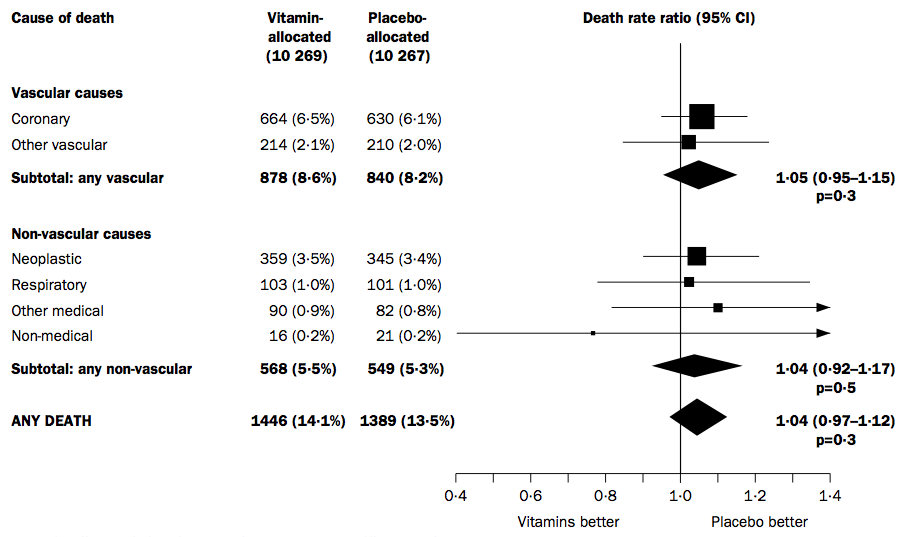 Cause of death Vitamin-allocated (10 269) Placebo-allocated (10 267) Death rate ratio (95% CI)
Vascular causes
Coronary 664 (6·5%) 630 (6·1%)
Other vascular 214 (2·1%) 210 (2·0%)
Subtotal: any vascular 878 (8·6%) 840 (8·2%) 1·05 (0·95–1·15)
p=0·3
Non-vascular causes
Neoplastic 359 (3·5%) 345 (3·4%)
Respiratory 103 (1·0%) 101 (1·0%)
Other medical 90 (0·9%) 82 (0·8%)
Non-medical 16 (0·2%) 21 (0·2%)
Subtotal: any non-vascular 568 (5·5%) 549 (5·3%) 1·04 (0·92–1·17)
p=0·5
ANY DEATH 1446 (14·1%) 1389 (13·5%) 1·04 (0·97–1·12)
p=0·3
0·4 0·6 0·8 1·0 1·2 1·4
Vitamins better Placebo better